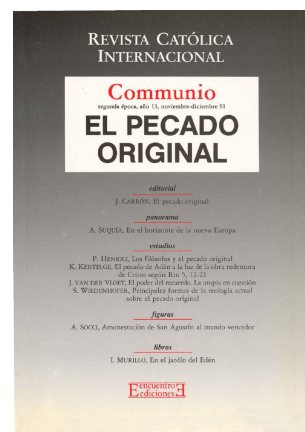 REVISTA CATÓLICA
INTERNACIONAL
Communio
segunda época, año 13, noviembre-diciembre 91
EL PECADO
ORIGINAL
editorial
J. CARRÓN, El pecado original
panorama
A. SUQUÍA, En el horizonte de la nueva Europa
estudios
P. HENRICI, Los filósofos y el pecado original
K. KERTELGE, El pecado de Adán a la luz de la obra redentora
de Cristo según Rm 5, 12-21
J. VAN DER VLOET, El poder del recuerdo. La utopía en cuestión
S. WIEDENHOFER, Principales formas de la teología actual
sobre el pecado original
figuras
A. SOCCI, Amonestación de San Agustín al mundo vencedor
libros
I. MURILLO, En el jardín del Edén
Encuentro
ediciones